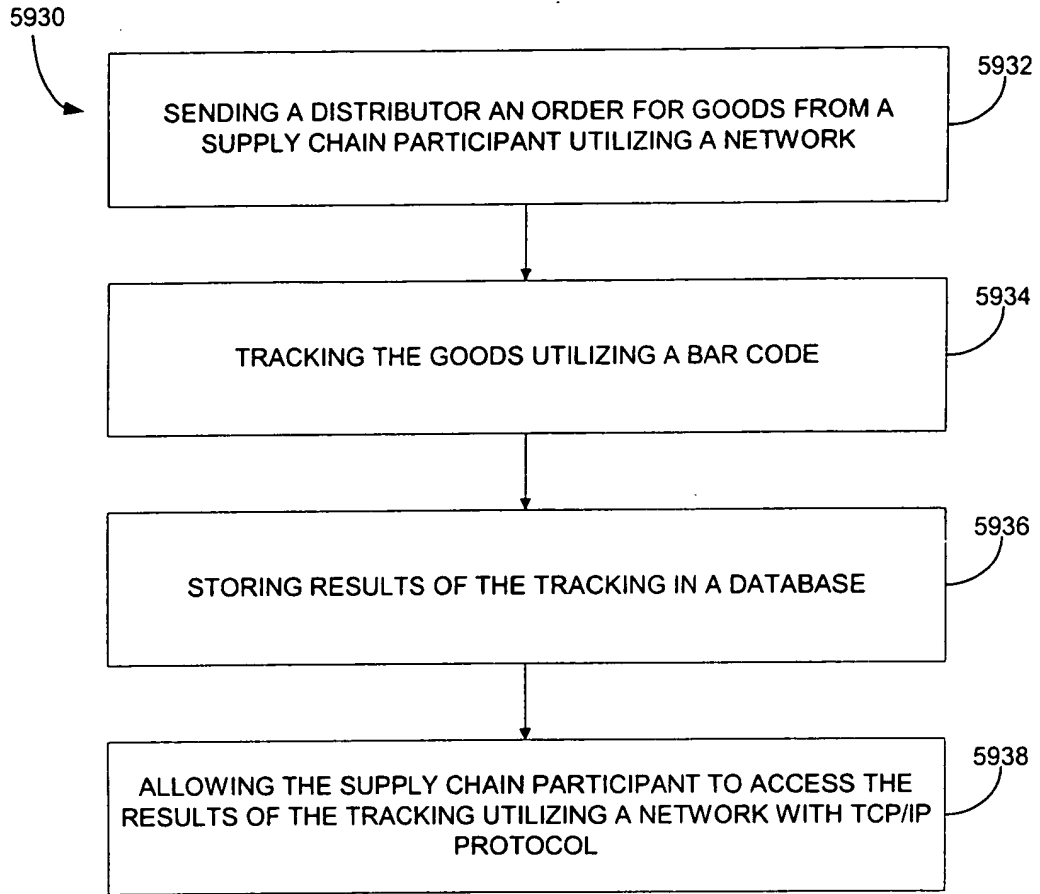 5930
5932
SENDING A DISTRIBUTOR AN ORDER FOR GOODS FROM A
SUPPLY CHAIN PARTICIPANT UTILIZING A NETWORK
5934
TRACKING THE GOODS UTILIZING A BAR CODE
5936
STORING RESULTS OF THE TRACKING IN A DATABASE
5938
ALLOWING THE SUPPLY CHAIN PARTICIPANT TO ACCESS THE
RESULTS OF THE TRACKING UTILIZING A NETWORK WITH TCP/IP
PROTOCOL